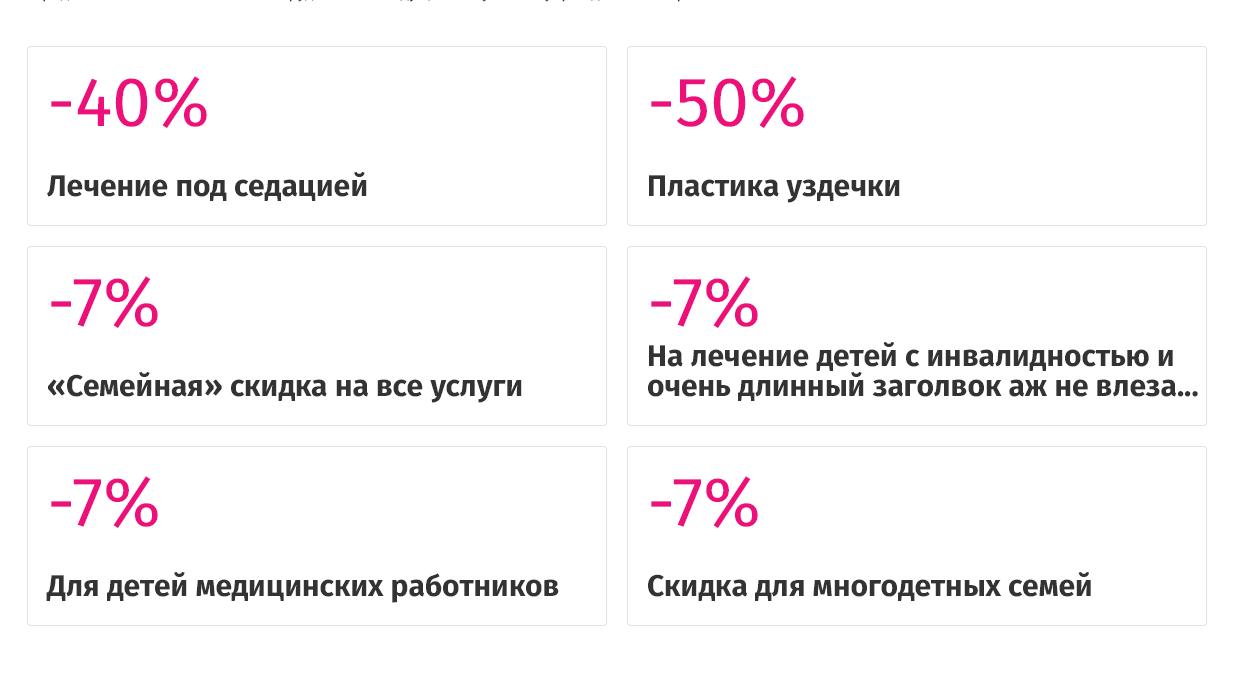 -40%
Лечение под седацией
-50%
Пластика уздечки
-7%
«Семейная» скидка на все услуги
-7%
На лечение детей с инвалидностью и
очень длинный заголвок аж не влеза...
-7%
Для детей медицинских работников
-7%
Скидка для многодетных семей